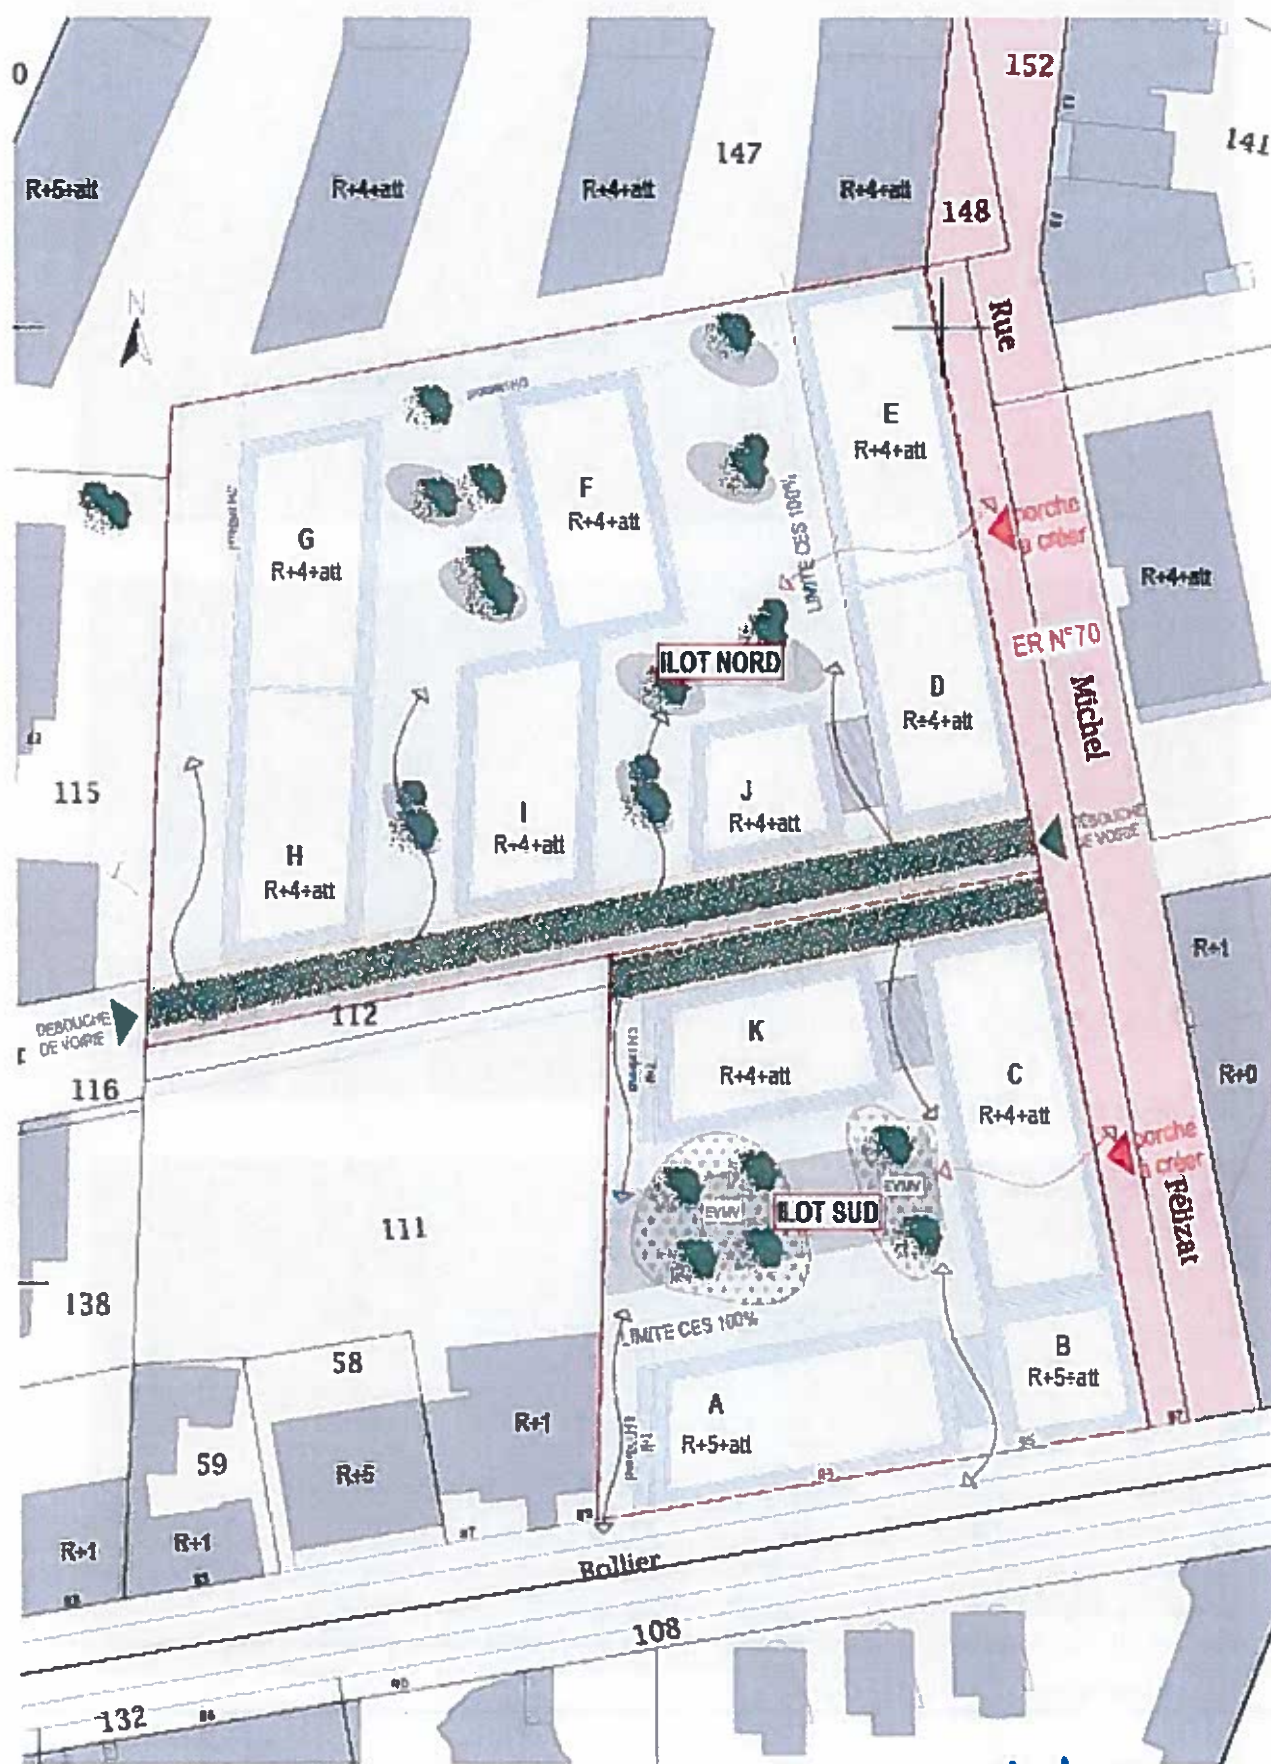 0
152
147
141
R+5+att
R+4+att
R+4+att
R+4+att
148
N
Rue
E
R+4+att
F
R+4+att
G
R+4+att
LIMITE CES 100%
porche
a créer
R+4+att
ER N°70
ILOT NORD
Michel
D
R+4+att
115
J
R+4+att
I
R+4+att
H
R+4+att
DEBOUCHE
DE VOIRIE
R+1
DEBOUCHE
DE VOIRIE
112
K
R+4+att
C
R+4+att
R+0
116
porche
a créer
EVMV
EVMV
ILOT SUD
Félizat
111
138
LIMITE CES 100%
58
B
R+5+att
A
R+5+att
R+1
59
R+5
R+1
R+1
Bollier
108
132